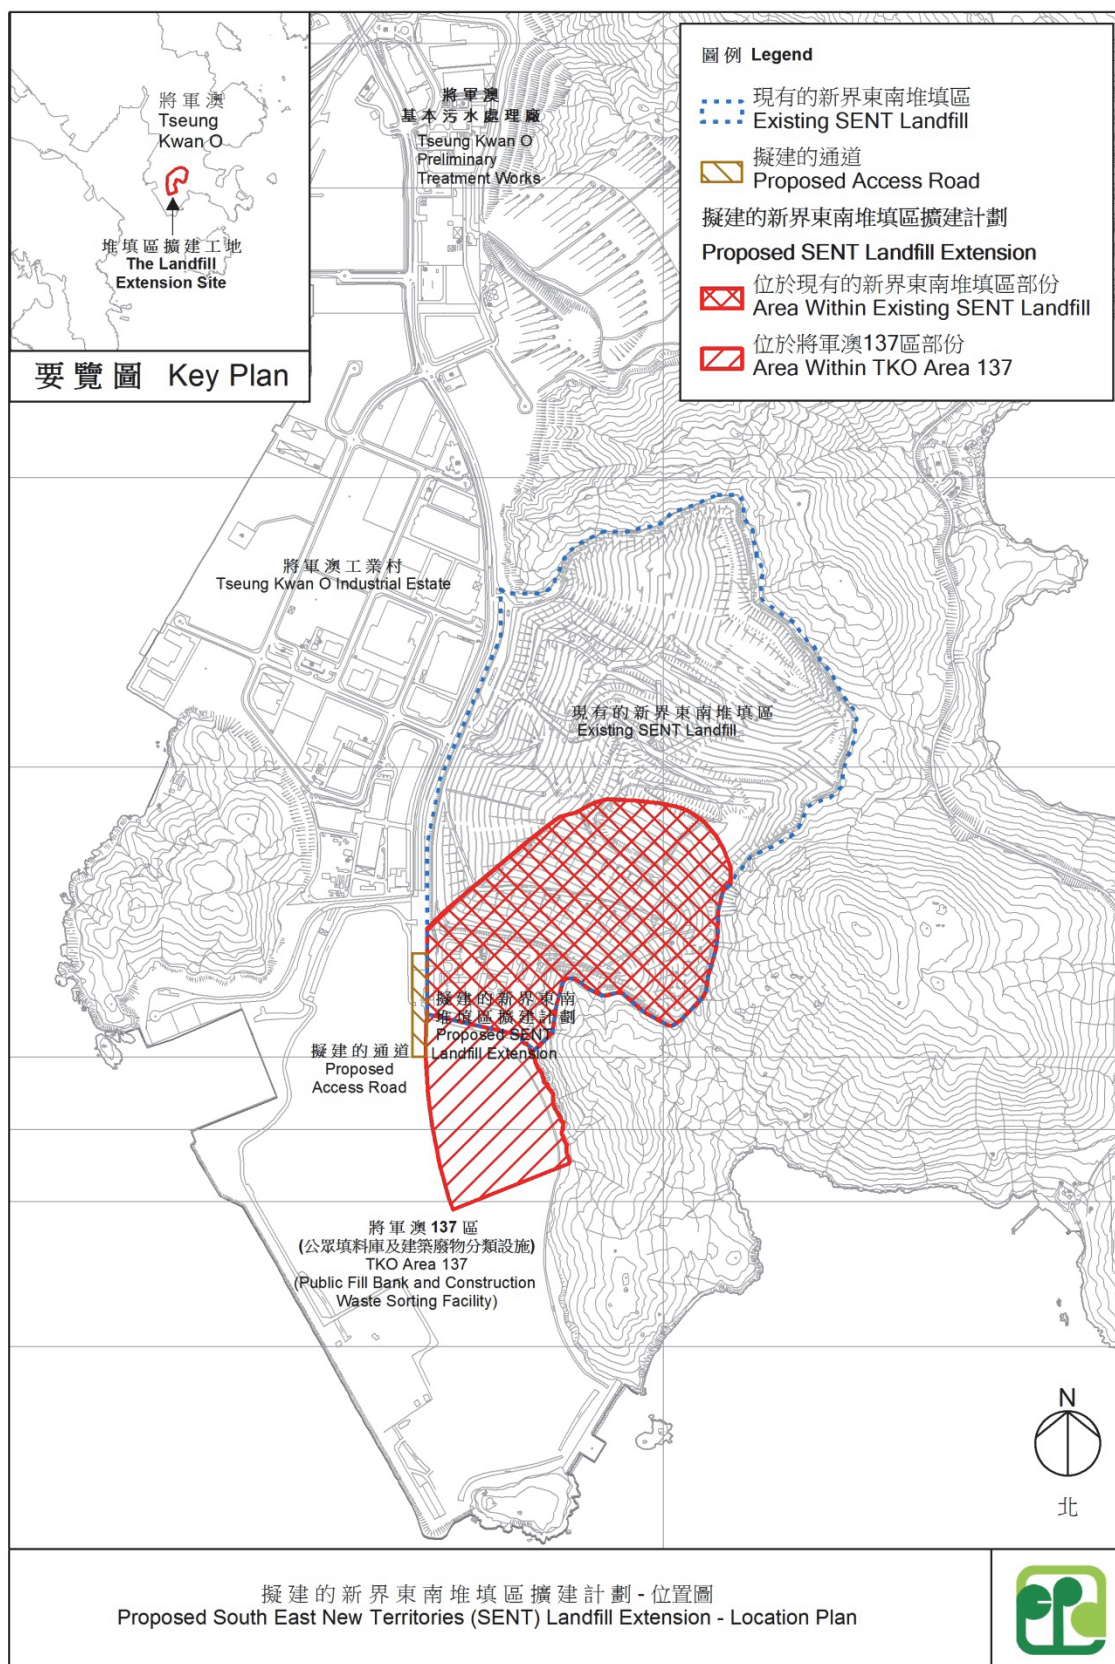 將軍澳
Tseung
Kwan O
堆填區擴建工地
The Landfill
Extension Site
要覽圖 Key Plan
圖例 Legend
現有的新界東南堆填區
Existing SENT Landfill
擬建的通道
Proposed Access Road
擬建的新界東南堆填區擴建計劃
Proposed SENT Landfill Extension
位於現有的新界東南堆填區部份
Area Within Existing SENT Landfill
位於將軍澳137區部份
Area Within TKO Area 137
將軍澳
基本污水處理廠
Tseung Kwan O
Preliminary
Treatment Works
將軍澳工業村
Tseung Kwan O Industrial Estate
現有的新界東南堆填區
Existing SENT Landfill
擬建的新界東南
堆填區擴建計劃
Proposed SENT
Landfill Extension
擬建的通道
Proposed
Access Road
將軍澳 137 區
(公眾填料庫及建築廢物分類設施)
TKO Area 137
(Public Fill Bank and Construction
Waste Sorting Facility)
N
北
擬建的新界東南堆填區擴建計劃 - 位置圖
Proposed South East New Territories (SENT) Landfill Extension - Location Plan